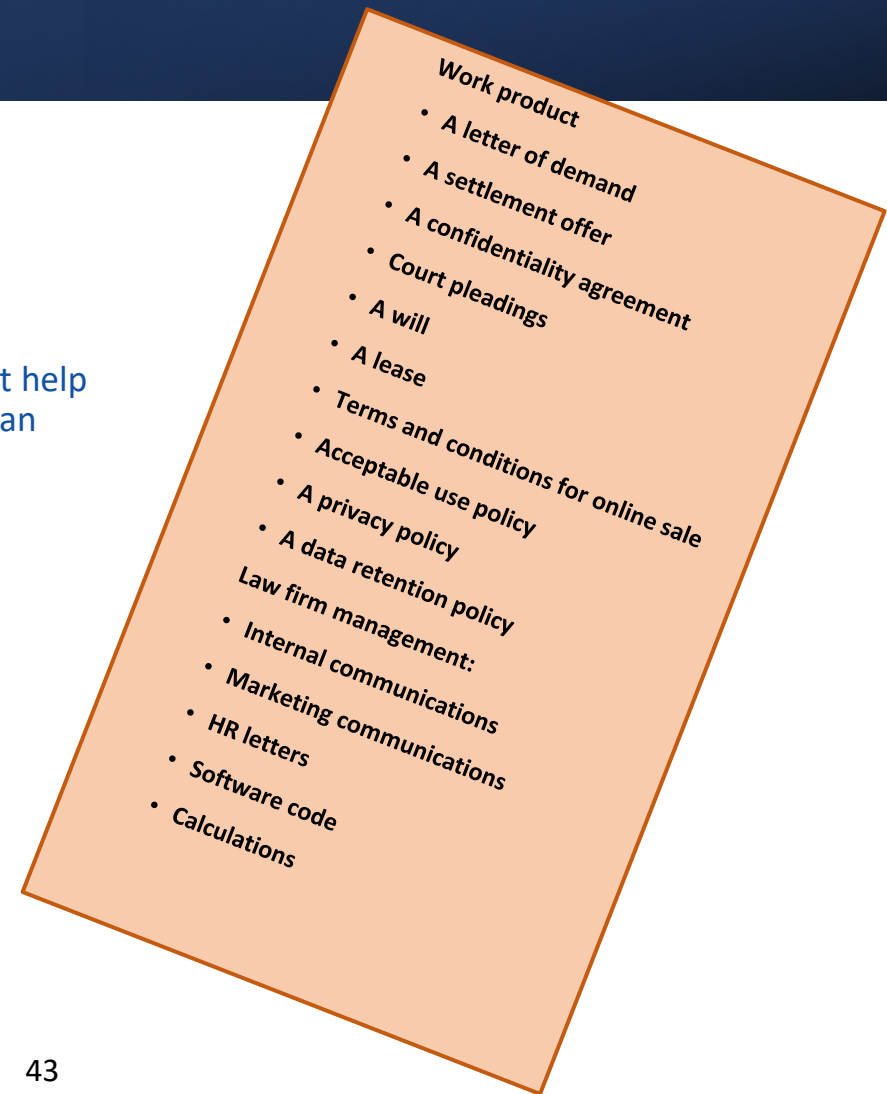 t help
an
Work product
• A letter of demand
• A settlement offer
• A confidentiality agreement
• Court pleadings
• A will
• A lease
• Terms and conditions for online sale
• Acceptable use policy
• A privacy policy
• A data retention policy
Law firm management:
• Internal communications
• Marketing communications
• HR letters
• Software code
• Calculations
43